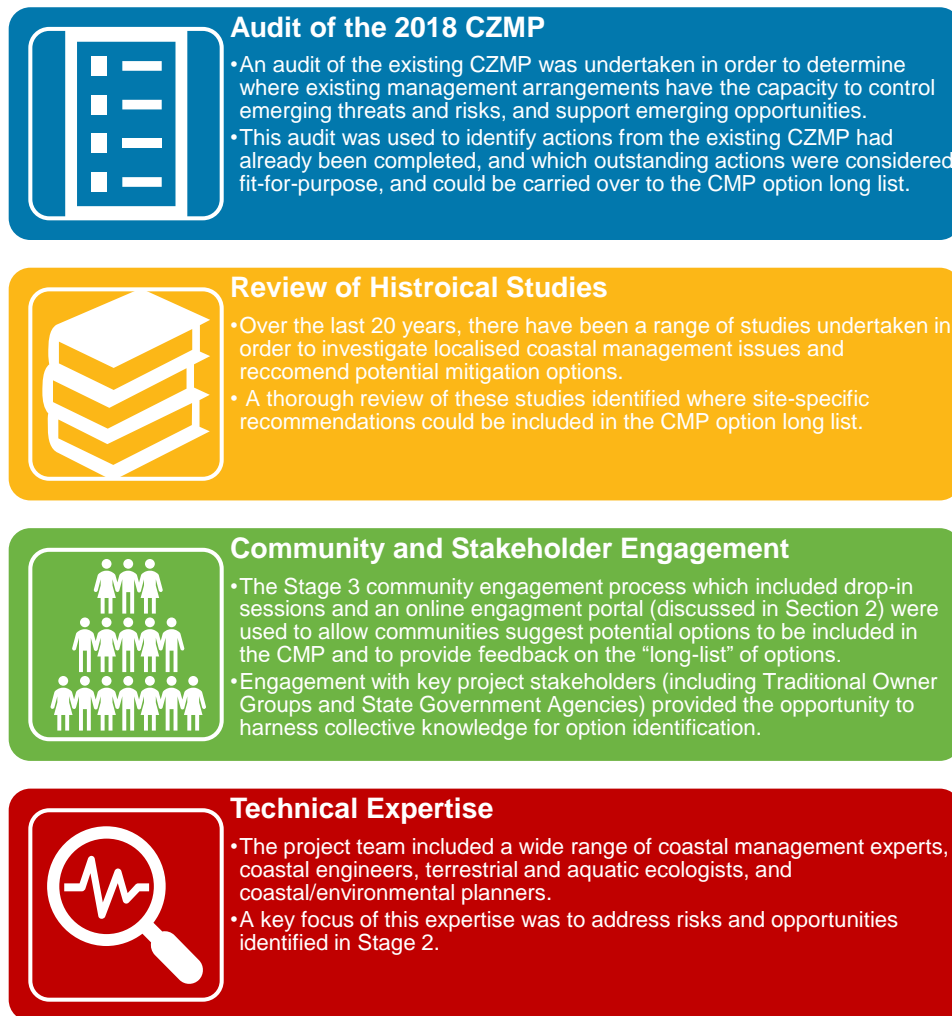 Audit of the 2018 CZMP
•An audit of the existing CZMP was undertaken in order to determine
where existing management arrangements have the capacity to control
emerging threats and risks, and support emerging opportunities.
•This audit was used to identify actions from the existing CZMP had
already been completed, and which outstanding actions were considered
fit-for-purpose, and could be carried over to the CMP option long list.
Review of Histroical Studies
•Over the last 20 years, there have been a range of studies undertaken in
order to investigate localised coastal management issues and
reccomend potential mitigation options.
• A thorough review of these studies identified where site-specific
recommendations could be included in the CMP option long list.
Community and Stakeholder Engagement
•The Stage 3 community engagement process which included drop-in
sessions and an online engagment portal (discussed in Section 2) were
used to allow communities suggest potential options to be included in
the CMP and to provide feedback on the “long-list” of options.
•Engagement with key project stakeholders (including Traditional Owner
Groups and State Government Agencies) provided the opportunity to
harness collective knowledge for option identification.
Technical Expertise
•The project team included a wide range of coastal management experts,
coastal engineers, terrestrial and aquatic ecologists, and
coastal/environmental planners.
•A key focus of this expertise was to address risks and opportunities
identified in Stage 2.